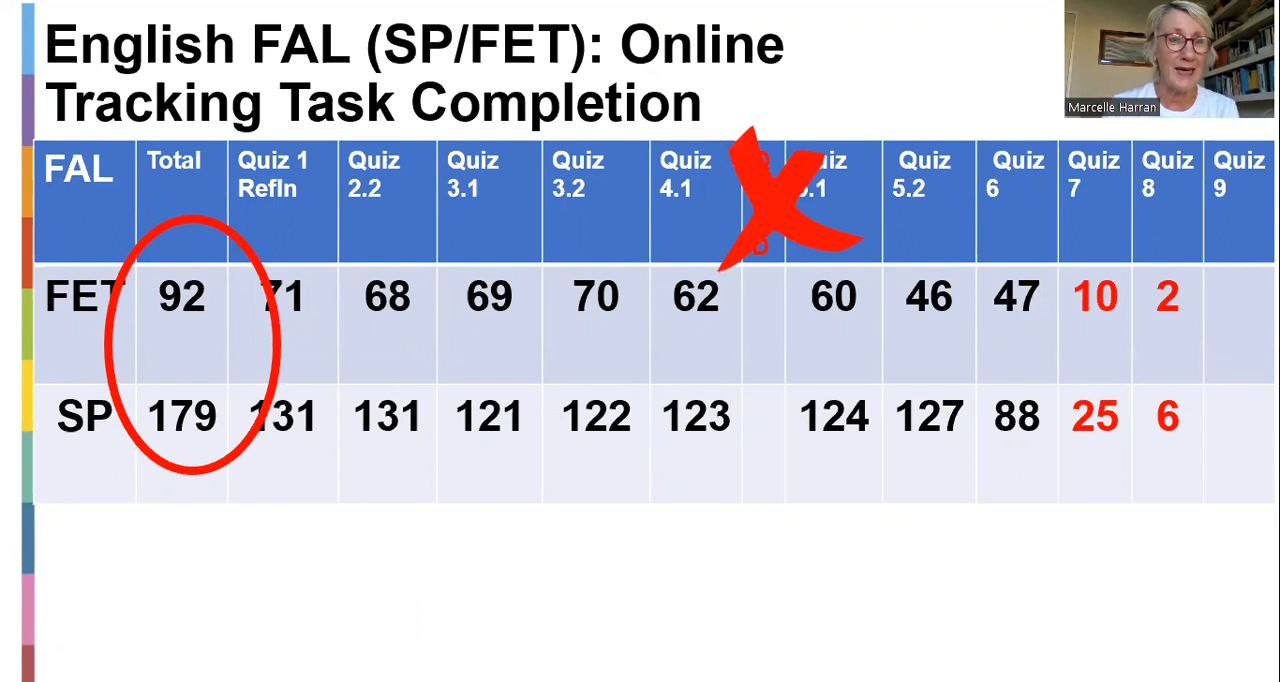 English FAL (SP/FET): Online
Tracking Task Completion
Marcelle Harran
FAL Total Quiz 1 Quiz Quiz Quiz Quiz Quiz Quiz Quiz Quiz Quiz
RefIn 2.2 3.1 3.2 4.1 5.2 6 7 8 9
FET 92 71 68 69 70 62 60 46 47 10 2
SP 179 131 131 121 122 123 124 127 88 25 6